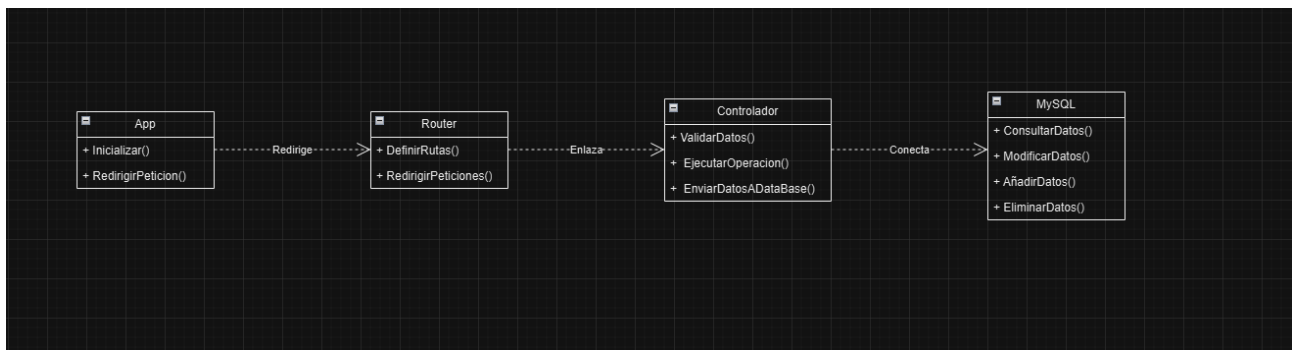 App
+ Inicializar()
+ RedirigirPeticion()
Redirige
Router
+ DefinirRutas()
+ RedirigirPeticiones()
Enlaza
Controlador
+ ValidarDatos()
+ EjecutarOperacion()
+ EnviarDatosADataBase()
Conecta
MySQL
+ ConsultarDatos()
+ ModificarDatos()
+ AñadirDatos()
+ EliminarDatos()